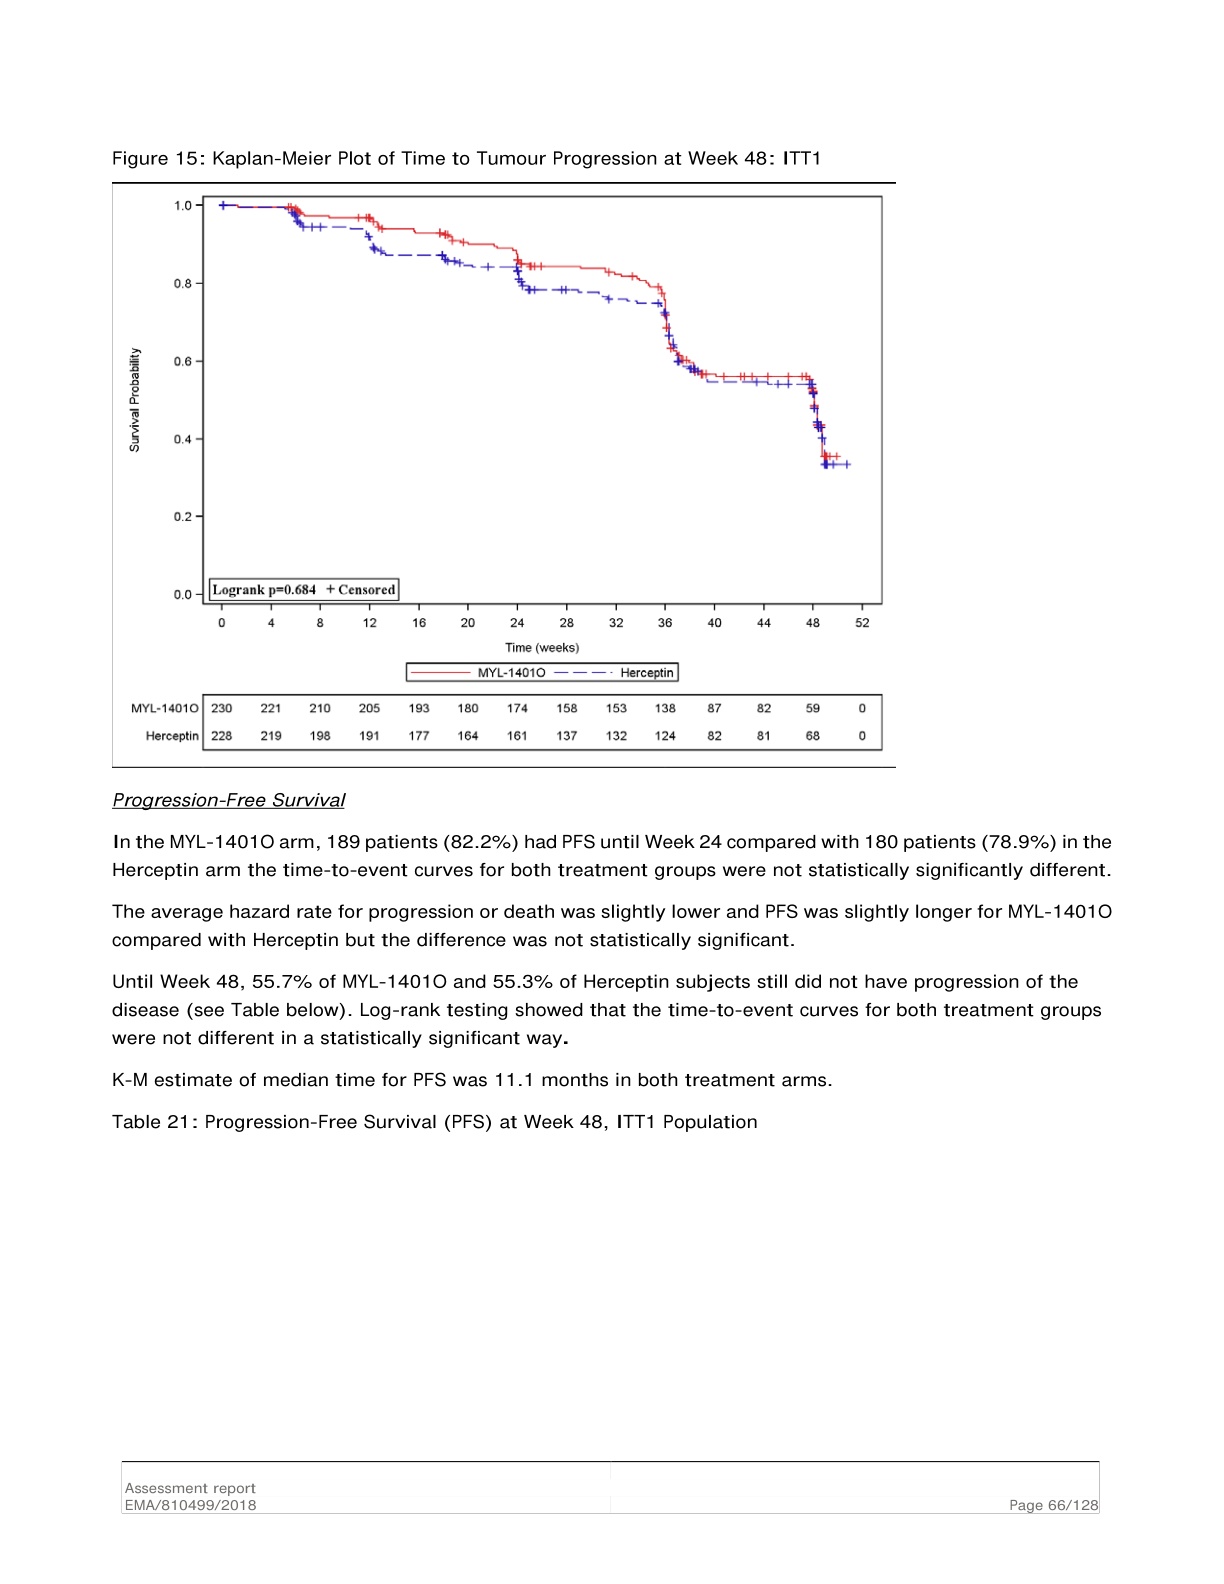 Figure 15: Kaplan-Meier Plot of Time to Tumour Progression at Week 48: ITT1
1.0
0.8
0.6
0.4
0.2
0.0
Survival Probability
Logrank p=0.684 + Censored
0 4 8 12 16 20 24 28 32 36 40 44 48 52
Time (weeks)
MYL-1401O Herceptin
MYL-1401O 230 221 210 205 193 180 174 158 153 138 87 82 59 0
Herceptin 228 219 198 191 177 164 161 137 132 124 82 81 68 0
Progression-Free Survival
In the MYL-1401O arm, 189 patients (82.2%) had PFS until Week 24 compared with 180 patients (78.9%) in the
Herceptin arm the time-to-event curves for both treatment groups were not statistically significantly different.
The average hazard rate for progression or death was slightly lower and PFS was slightly longer for MYL-1401O
compared with Herceptin but the difference was not statistically significant.
Until Week 48, 55.7% of MYL-1401O and 55.3% of Herceptin subjects still did not have progression of the
disease (see Table below). Log-rank testing showed that the time-to-event curves for both treatment groups
were not different in a statistically significant way.
K-M estimate of median time for PFS was 11.1 months in both treatment arms.
Table 21: Progression-Free Survival (PFS) at Week 48, ITT1 Population
Assessment report
EMA/810499/2018 Page 66/128